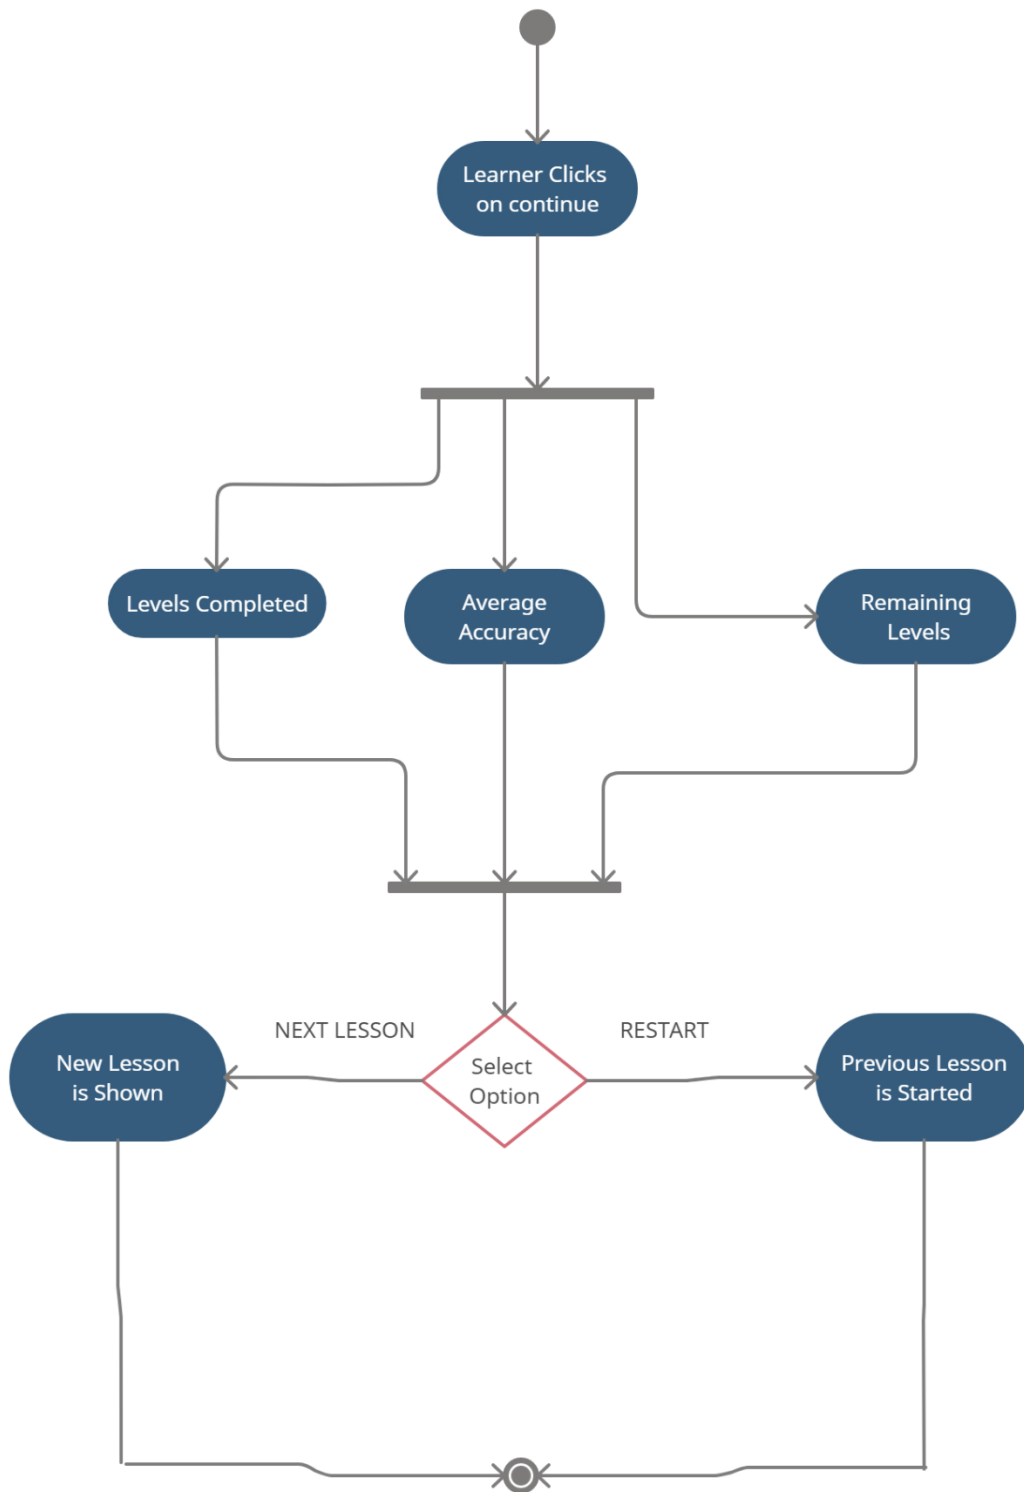 Learner Clicks
on continue
Levels Completed
Average
Accuracy
Remaining
Levels
NEXT LESSON
RESTART
New Lesson
is Shown
Select
Option
Previous Lesson
is Started